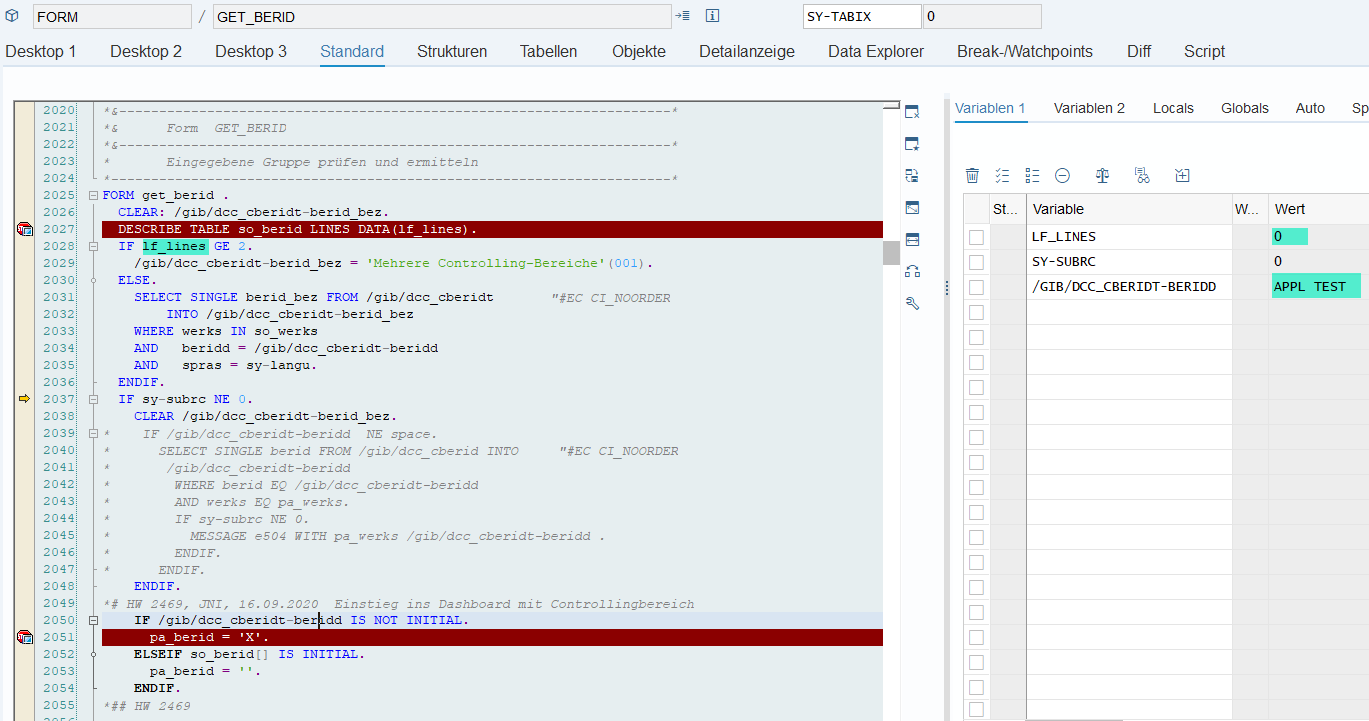 FORM / GET_BERID SY-TABIX 0
Desktop 1 Desktop 2 Desktop 3 Standard Strukturen Tabellen Objekte Detailanzeige Data Explorer Break-/Watchpoints Diff Script
2020 *&---------------------------------------------------------------------*
2021 *&      Form  GET_BERID
2022 *&---------------------------------------------------------------------*
2023 *       Eingegebene Gruppe prüfen und ermitteln
2024 *----------------------------------------------------------------------*
2025 FORM get_berid .
2026   CLEAR: /gib/dcc_cberidt-berid_bez.
2027   DESCRIBE TABLE so_berid LINES DATA(lf_lines).
2028   IF lf_lines GE 2.
2029     /gib/dcc_cberidt-berid_bez = 'Mehrere Controlling-Bereiche'(001).
2030   ELSE.
2031     SELECT SINGLE berid_bez FROM /gib/dcc_cberidt       "#EC CI_NOORDER
2032         INTO /gib/dcc_cberidt-berid_bez
2033     WHERE werks IN so_werks
2034     AND   beridd = /gib/dcc_cberidt-beridd
2035     AND   spras = sy-langu.
2036   ENDIF.
2037   IF sy-subrc NE 0.
2038     CLEAR /gib/dcc_cberidt-berid_bez.
2039 *    IF /gib/dcc_cberidt-beridd  NE space.
2040 *      SELECT SINGLE berid FROM /gib/dcc_cberid INTO     "#EC CI_NOORDER
2041 *       /gib/dcc_cberidt-beridd
2042 *        WHERE berid EQ /gib/dcc_cberidt-beridd
2043 *        AND werks EQ pa_werks.
2044 *        IF sy-subrc NE 0.
2045 *          MESSAGE e504 WITH pa_werks /gib/dcc_cberidt-beridd .
2046 *        ENDIF.
2047 *      ENDIF.
2048     ENDIF.
2049 *# HW 2469, JNI, 16.09.2020  Einstieg ins Dashboard mit Controllingbereich
2050     IF /gib/dcc_cberidt-beridd IS NOT INITIAL.
2051       pa_berid = 'X'.
2052     ELSEIF so_berid[] IS INITIAL.
2053       pa_berid = ''.
2054     ENDIF.
2055 *## HW 2469
Variablen 1 Variablen 2 Locals Globals Auto Sp
St... Variable W... Wert
LF_LINES 0
SY-SUBRC 0
/GIB/DCC_CBERIDT-BERIDD APPL TEST